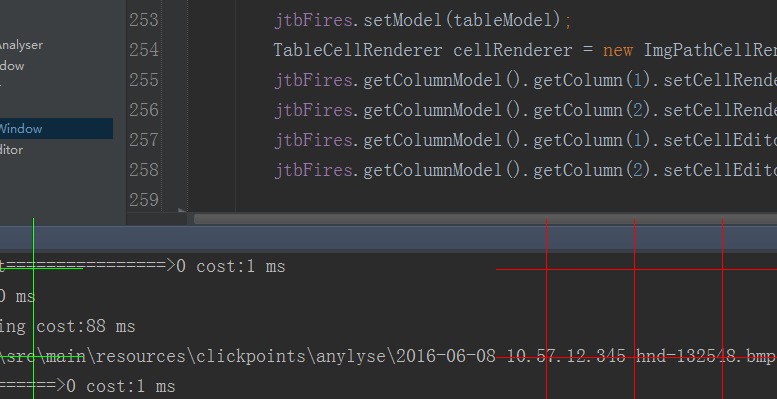 Analyser
dow
Window
ditor
253 jtbFires.setModel(tableModel);
254 TableCellRenderer cellRenderer = new ImgPathCellRen
255 jtbFires.getColumnModel().getColumn(1).setCellRende
256 jtbFires.getColumnModel().getColumn(2).setCellRende
257 jtbFires.getColumnModel().getColumn(1).setCellEdito
258 jtbFires.getColumnModel().getColumn(2).setCellEdito
259
t================>0 cost:1 ms
0 ms
ing cost:88 ms
\src\main\resources\clickpoints\anylyse\2016-06-08 10.57.12.345 hnd-132548.bmp
======>0 cost:1 ms